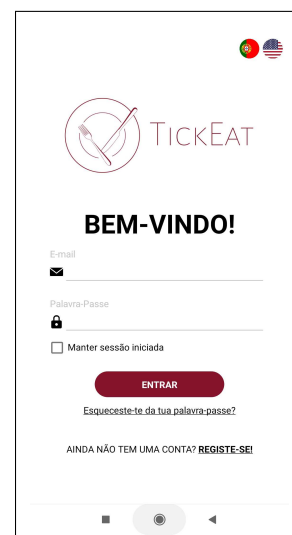 TICKEAT
BEM-VINDO!
E-mail
Palavra-Passe
Manter sessão iniciada
ENTRAR
Esqueceste-te da tua palavra-passe?
AINDA NÃO TEM UMA CONTA? REGISTE-SE!